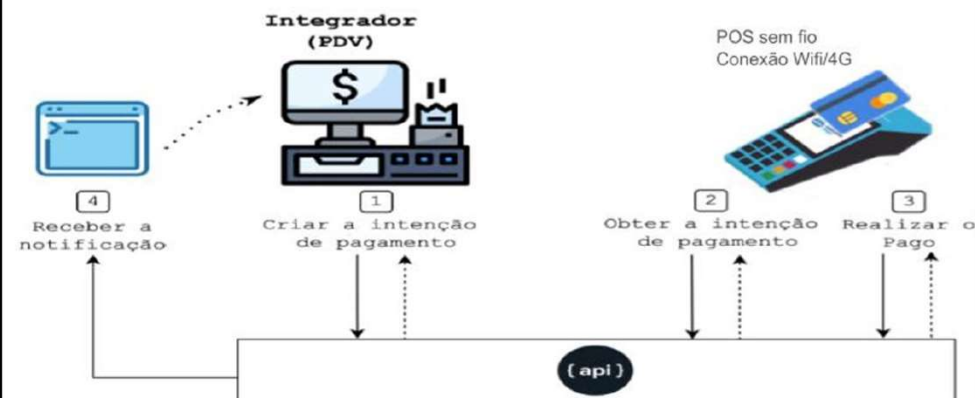 Integrador
(PDV)
POS sem fio
Conexão Wifi/4G
$
>_
4
Receber a
notificação
1
Criar a intenção
de pagamento
2
Obter a intenção
de pagamento
3
Realizar o
Pago
{api}